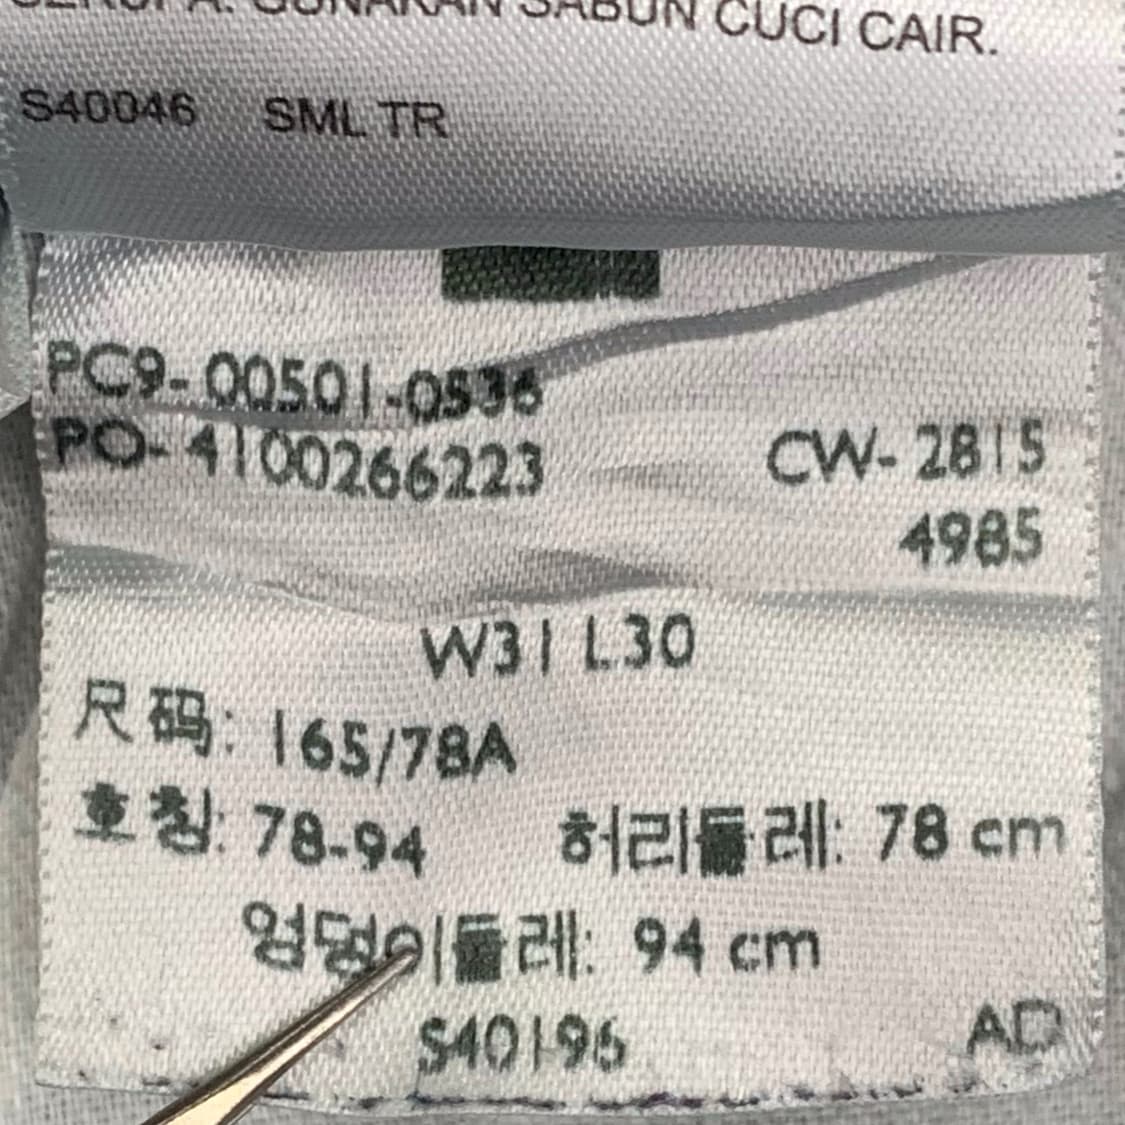 GUNAKAN SABUN CUCI CAIR.
S40046 SML TR
PC9-00501-0536
PO-4100266223 CW-2815
4985
W31 L30
尺码: 165/78A
호칭: 78-94 허리둘레: 78 cm
엉덩이둘레: 94 cm
S40196 AD